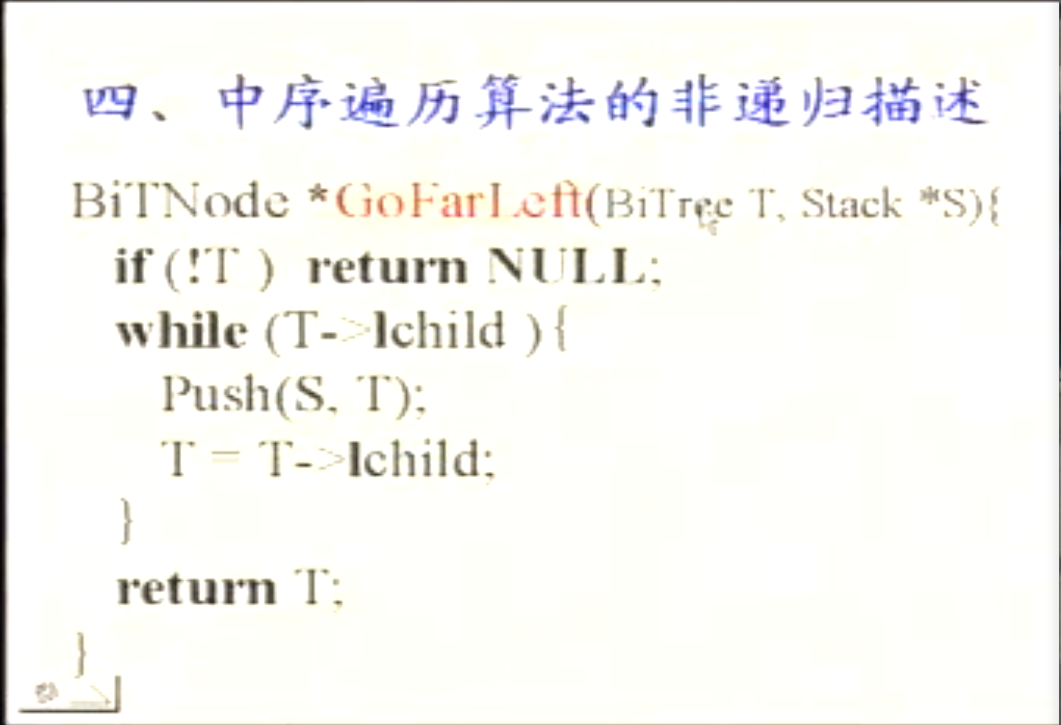 四、中序遍历算法的非递归描述
BiTNode *GoFarLeft(BiTree T, Stack *S){
if (!T ) return NULL;
while (T->lchild ){
Push(S, T);
T = T->lchild;
}
return T;
}